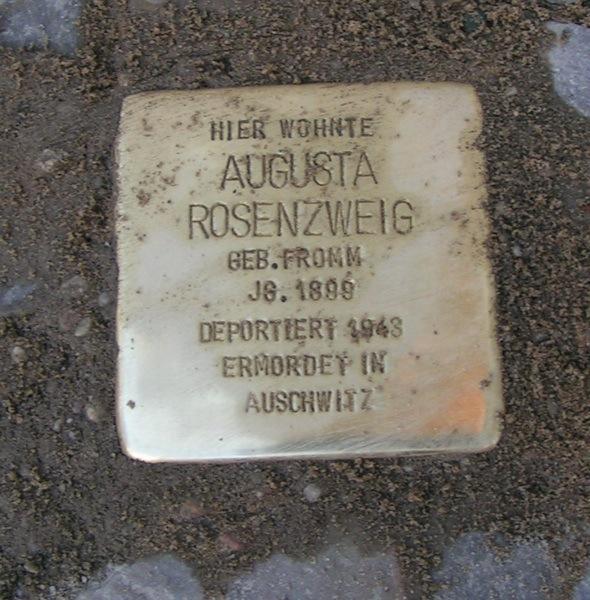 HIER WOHNTE
AUGUSTA
ROSENZWEIG
GEB. FROMM
JG. 1899
DEPORTIERT 1943
ERMORDET IN
AUSCHWITZ